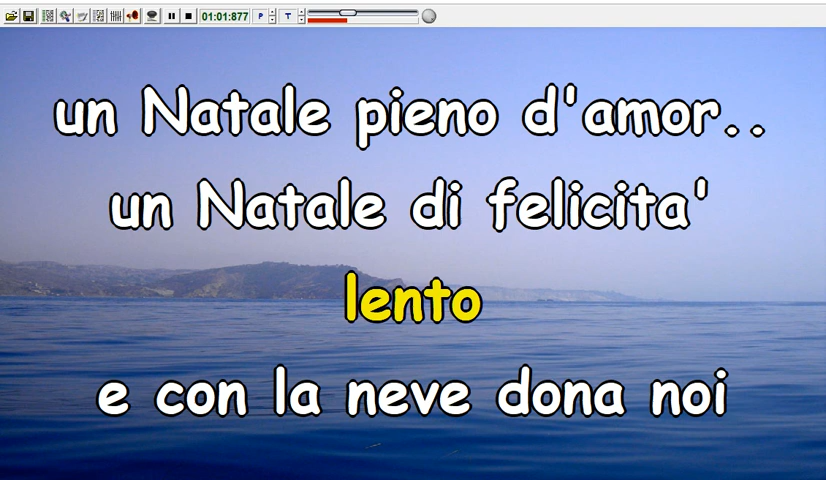 01:01:877 P T
un Natale pieno d'amor..
un Natale di felicita'
lento
e con la neve dona noi